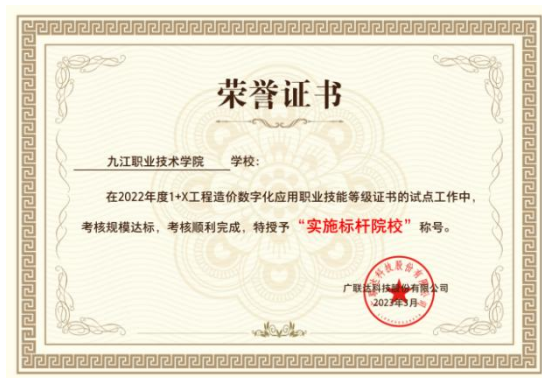 荣誉证书
九江职业技术学院 学校：
在2022年度1+X工程造价数字化应用职业技能等级证书的试点工作中，
考核规模达标，考核顺利完成，特授予“实施标杆院校”称号。
广联达科技股份有限公司
2023年3月